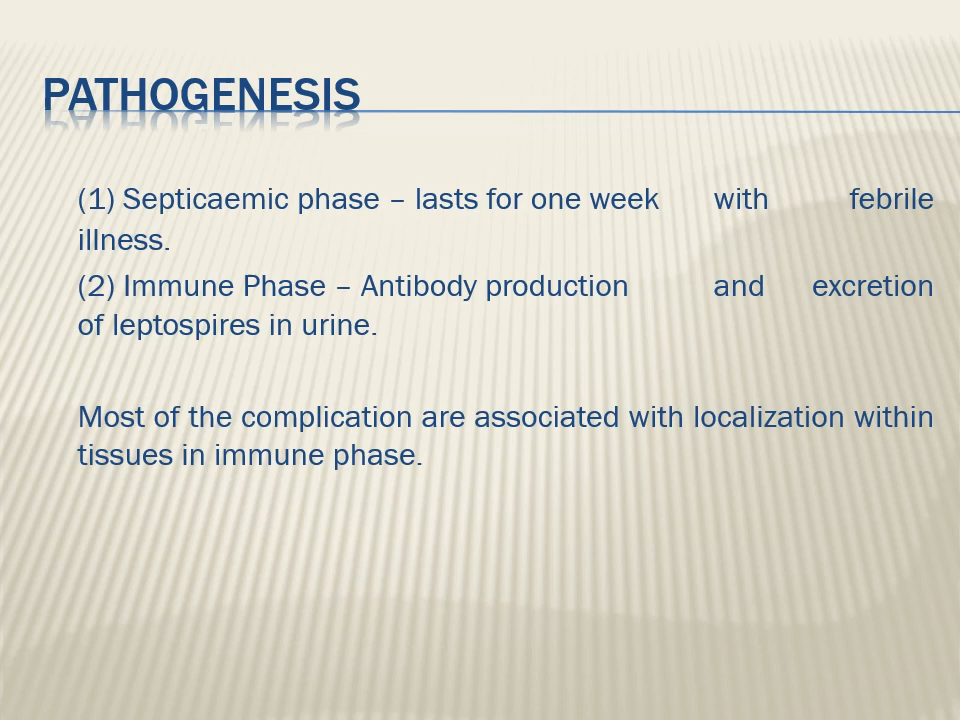 PATHOGENESIS
(1) Septicaemic phase – lasts for one week with febrile
illness.
(2) Immune Phase – Antibody production and excretion
of leptospires in urine.
Most of the complication are associated with localization within
tissues in immune phase.